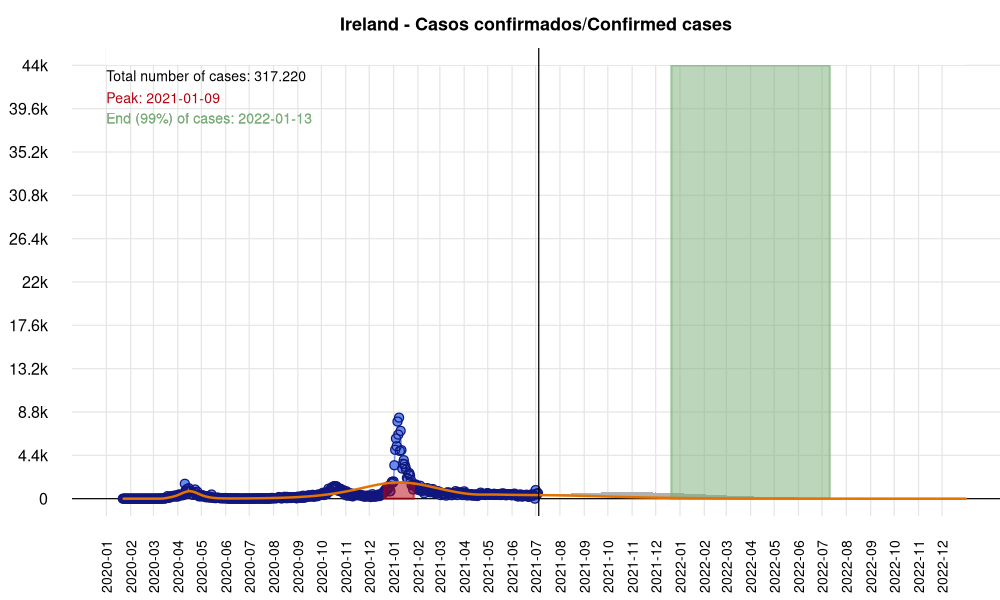 Ireland - Casos confirmados/Confirmed cases
Total number of cases: 317.220
Peak: 2021-01-09
End (99%) of cases: 2022-01-13
44k
39.6k
35.2k
30.8k
26.4k
22k
17.6k
13.2k
8.8k
4.4k
0
2020-01
2020-02
2020-03
2020-04
2020-05
2020-06
2020-07
2020-08
2020-09
2020-10
2020-11
2020-12
2021-01
2021-02
2021-03
2021-04
2021-05
2021-06
2021-07
2021-08
2021-09
2021-10
2021-11
2021-12
2022-01
2022-02
2022-03
2022-04
2022-05
2022-06
2022-07
2022-08
2022-09
2022-10
2022-11
2022-12